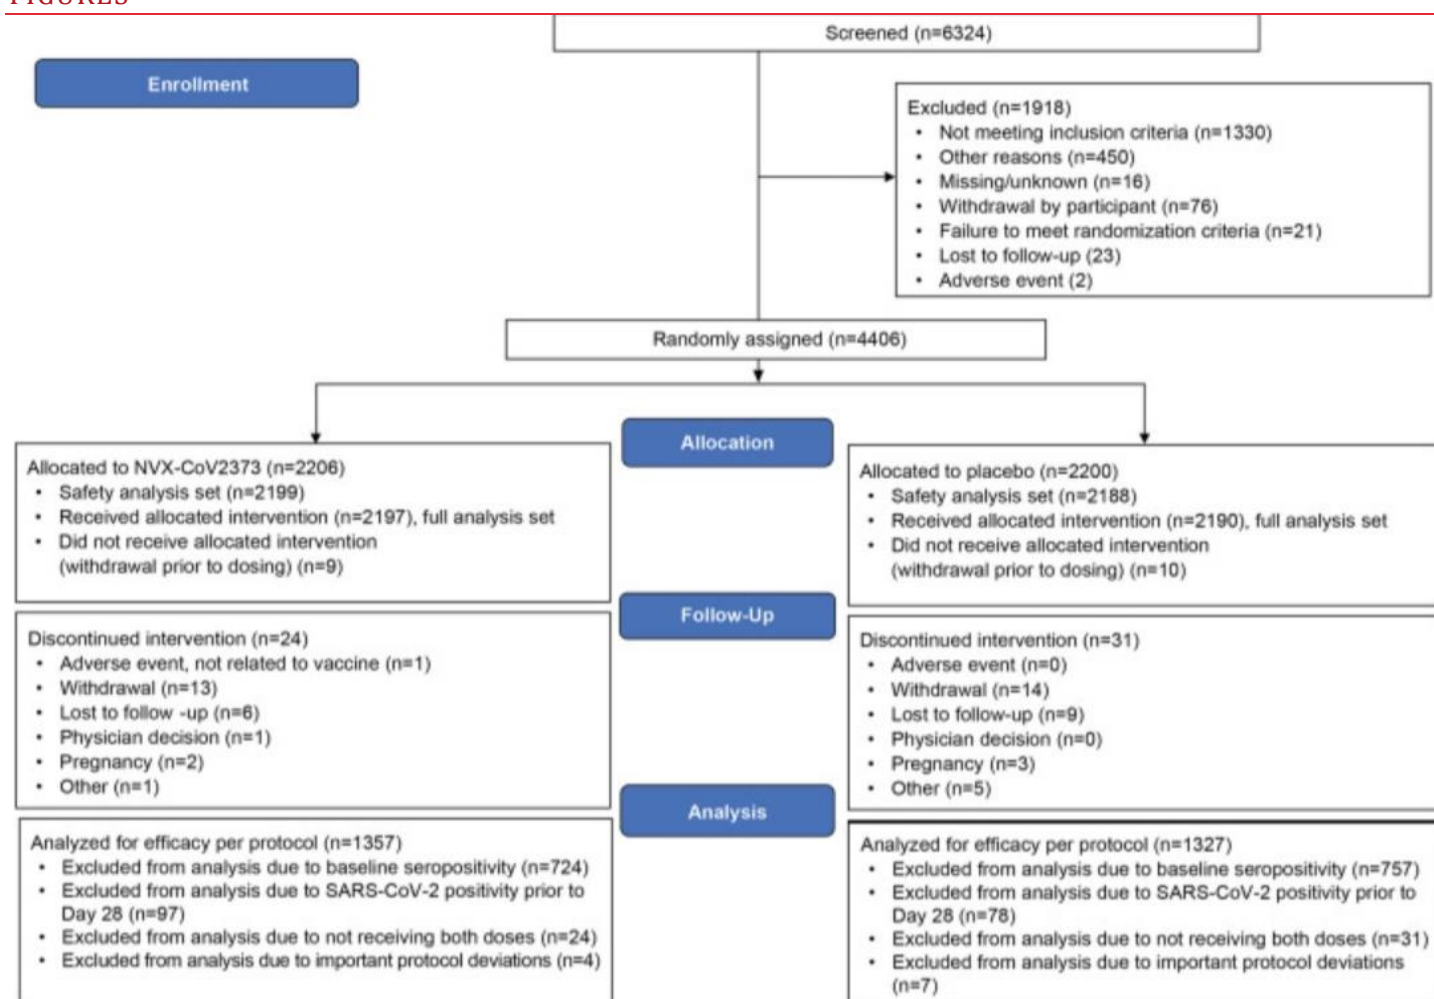 FIGURES
Screened (n=6324)
Enrollment
Excluded (n=1918)
• Not meeting inclusion criteria (n=1330)
• Other reasons (n=450)
• Missing/unknown (n=16)
• Withdrawal by participant (n=76)
• Failure to meet randomization criteria (n=21)
• Lost to follow-up (23)
• Adverse event (2)
Randomly assigned (n=4406)
Allocation
Allocated to NVX-CoV2373 (n=2206)
• Safety analysis set (n=2199)
• Received allocated intervention (n=2197), full analysis set
• Did not receive allocated intervention
(withdrawal prior to dosing) (n=9)
Allocated to placebo (n=2200)
• Safety analysis set (n=2188)
• Received allocated intervention (n=2190), full analysis set
• Did not receive allocated intervention
(withdrawal prior to dosing) (n=10)
Follow-Up
Discontinued intervention (n=24)
• Adverse event, not related to vaccine (n=1)
• Withdrawal (n=13)
• Lost to follow -up (n=6)
• Physician decision (n=1)
• Pregnancy (n=2)
• Other (n=1)
Discontinued intervention (n=31)
• Adverse event (n=0)
• Withdrawal (n=14)
• Lost to follow-up (n=9)
• Physician decision (n=0)
• Pregnancy (n=3)
• Other (n=5)
Analysis
Analyzed for efficacy per protocol (n=1357)
• Excluded from analysis due to baseline seropositivity (n=724)
• Excluded from analysis due to SARS-CoV-2 positivity prior to
Day 28 (n=97)
• Excluded from analysis due to not receiving both doses (n=24)
• Excluded from analysis due to important protocol deviations (n=4)
Analyzed for efficacy per protocol (n=1327)
• Excluded from analysis due to baseline seropositivity (n=757)
• Excluded from analysis due to SARS-CoV-2 positivity prior to
Day 28 (n=78)
• Excluded from analysis due to not receiving both doses (n=31)
• Excluded from analysis due to important protocol deviations
(n=7)